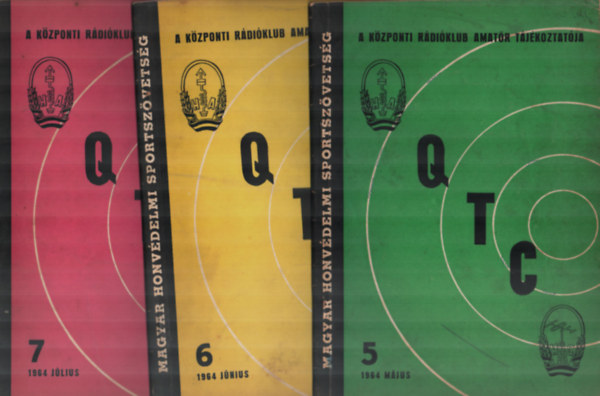 A KÖZPONTI RÁDIÓKLUB
Q
7
1964 JÚLIUS
MAGYAR HONVÉDELMI SPORTSZÖVETSÉG
A KÖZPONTI RÁDIÓKLUB AMA
Q
T
6
1964 JÚNIUS
MAGYAR HONVÉDELMI SPORTSZÖVETSÉG
A KÖZPONTI RÁDIÓKLUB AMATŐR TÁJÉKOZTATÓJA
Q
T
C
5
1964 MÁJUS